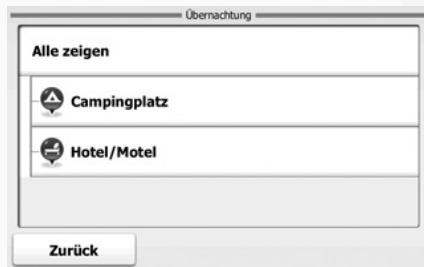 Übernachtung
Alle zeigen
Campingplatz
Hotel/Motel
Zurück